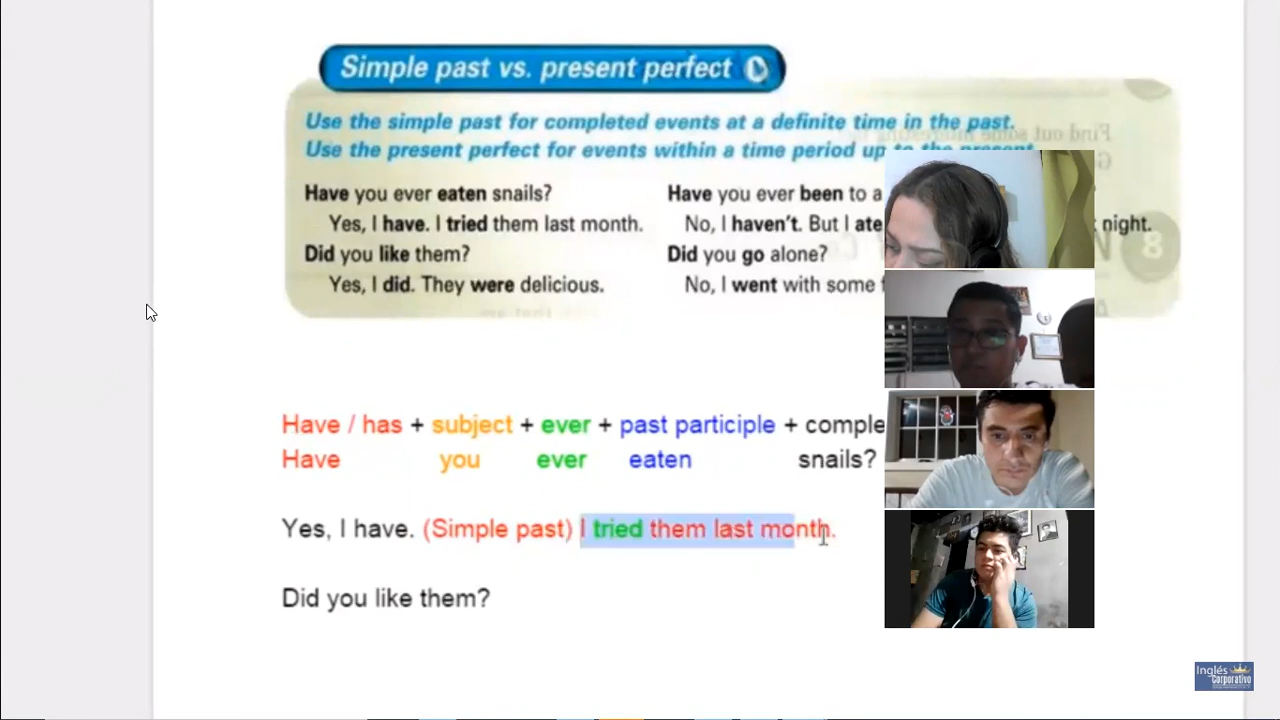 Simple past vs. present perfect
Use the simple past for completed events at a definite time in the past.
Use the present perfect for events within a time period up to the present.
Have you ever eaten snails?
Yes, I have. I tried them last month.
Did you like them?
Yes, I did. They were delicious.
Have you ever been to a
No, I haven't. But I ate night.
Did you go alone?
No, I went with some
8
Have / has + subject + ever + past participle + comple
Have you ever eaten snails?
Yes, I have. (Simple past) I tried them last month.
Did you like them?
Inglés
Corporativo